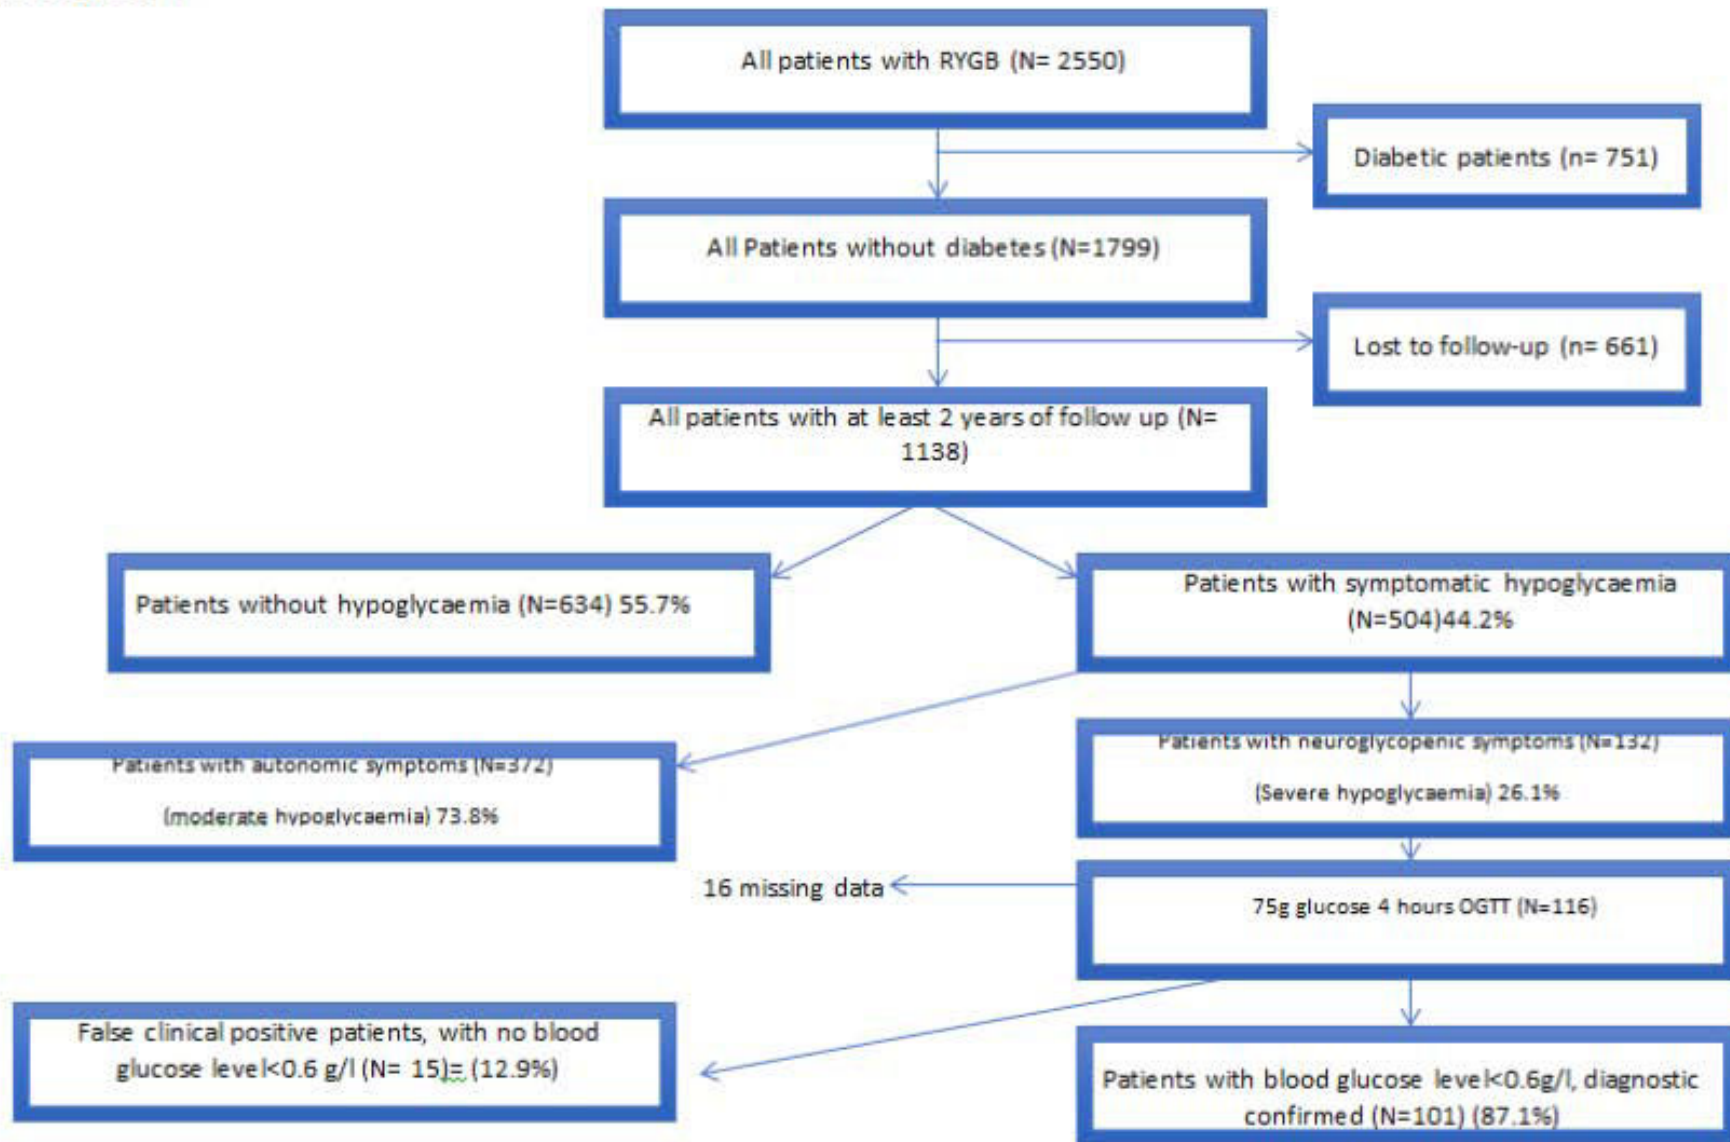 All patients with RYGB (N= 2550)
Diabetic patients (n= 751)
All Patients without diabetes (N=1799)
Lost to follow-up (n= 661)
All patients with at least 2 years of follow up (N=
1138)
Patients without hypoglycaemia (N=634) 55.7%
Patients with symptomatic hypoglycaemia
(N=504)44.2%
Patients with autonomic symptoms (N=372)
(moderate hypoglycaemia) 73.8%
Patients with neuroglycopenic symptoms (N=132)
(Severe hypoglycaemia) 26.1%
16 missing data
75g glucose 4 hours OGTT (N=116)
False clinical positive patients, with no blood
glucose level<0.6 g/l (N= 15)= (12.9%)
Patients with blood glucose level<0.6g/l, diagnostic
confirmed (N=101) (87.1%)